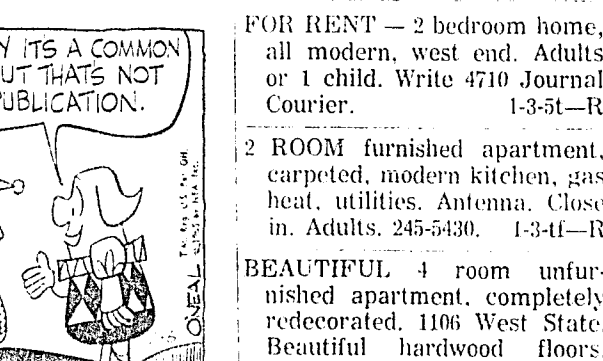 Y IT'S A COMMON
UT THAT'S NOT
UBLICATION.
ONEAL
FOR RENT — 2 bedroom home,
all modern, west end. Adults
or 1 child. Write 4710 Journal
Courier. 1-3-5t—R
2 ROOM furnished apartment,
carpeted, modern kitchen, gas
heat, utilities. Antenna. Close
in. Adults. 245-5430. 1-3-tf—R
BEAUTIFUL 4 room unfur-
nished apartment, completely
redecorated. 1106 West State.
Beautiful hardwood floors